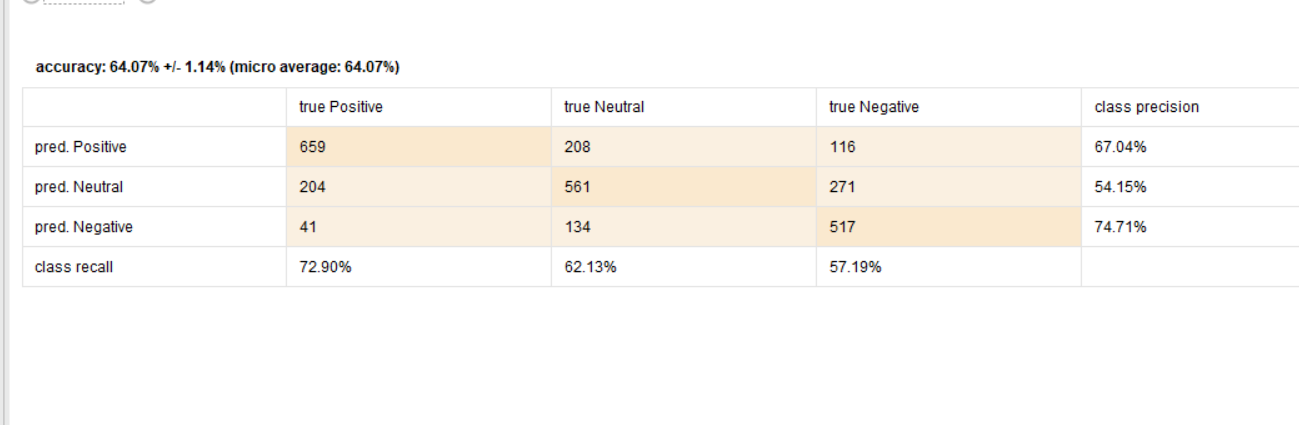 accuracy: 64.07% +/- 1.14% (micro average: 64.07%)
true Positive true Neutral true Negative class precision
pred. Positive 659 208 116 67.04%
pred. Neutral 204 561 271 54.15%
pred. Negative 41 134 517 74.71%
class recall 72.90% 62.13% 57.19%